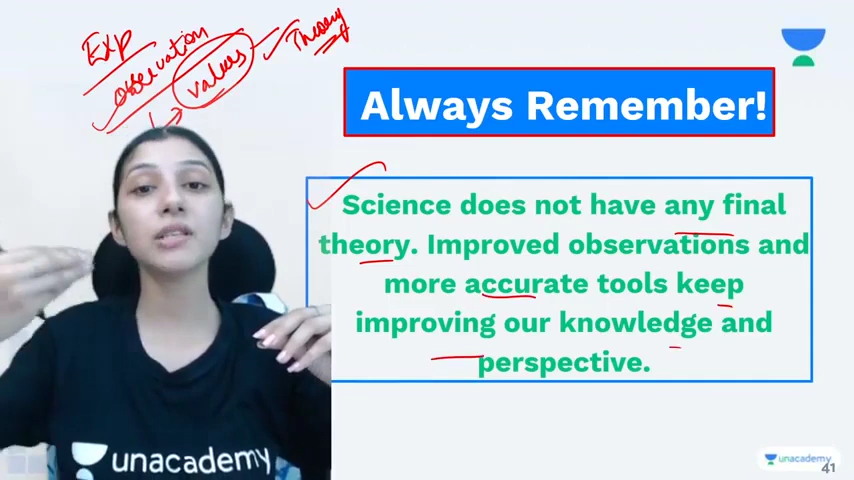 Exp
observation
values
Theory
Always Remember!
Science does not have any final
theory. Improved observations and
more accurate tools keep
improving our knowledge and
perspective.
unacademy
unacademy
41